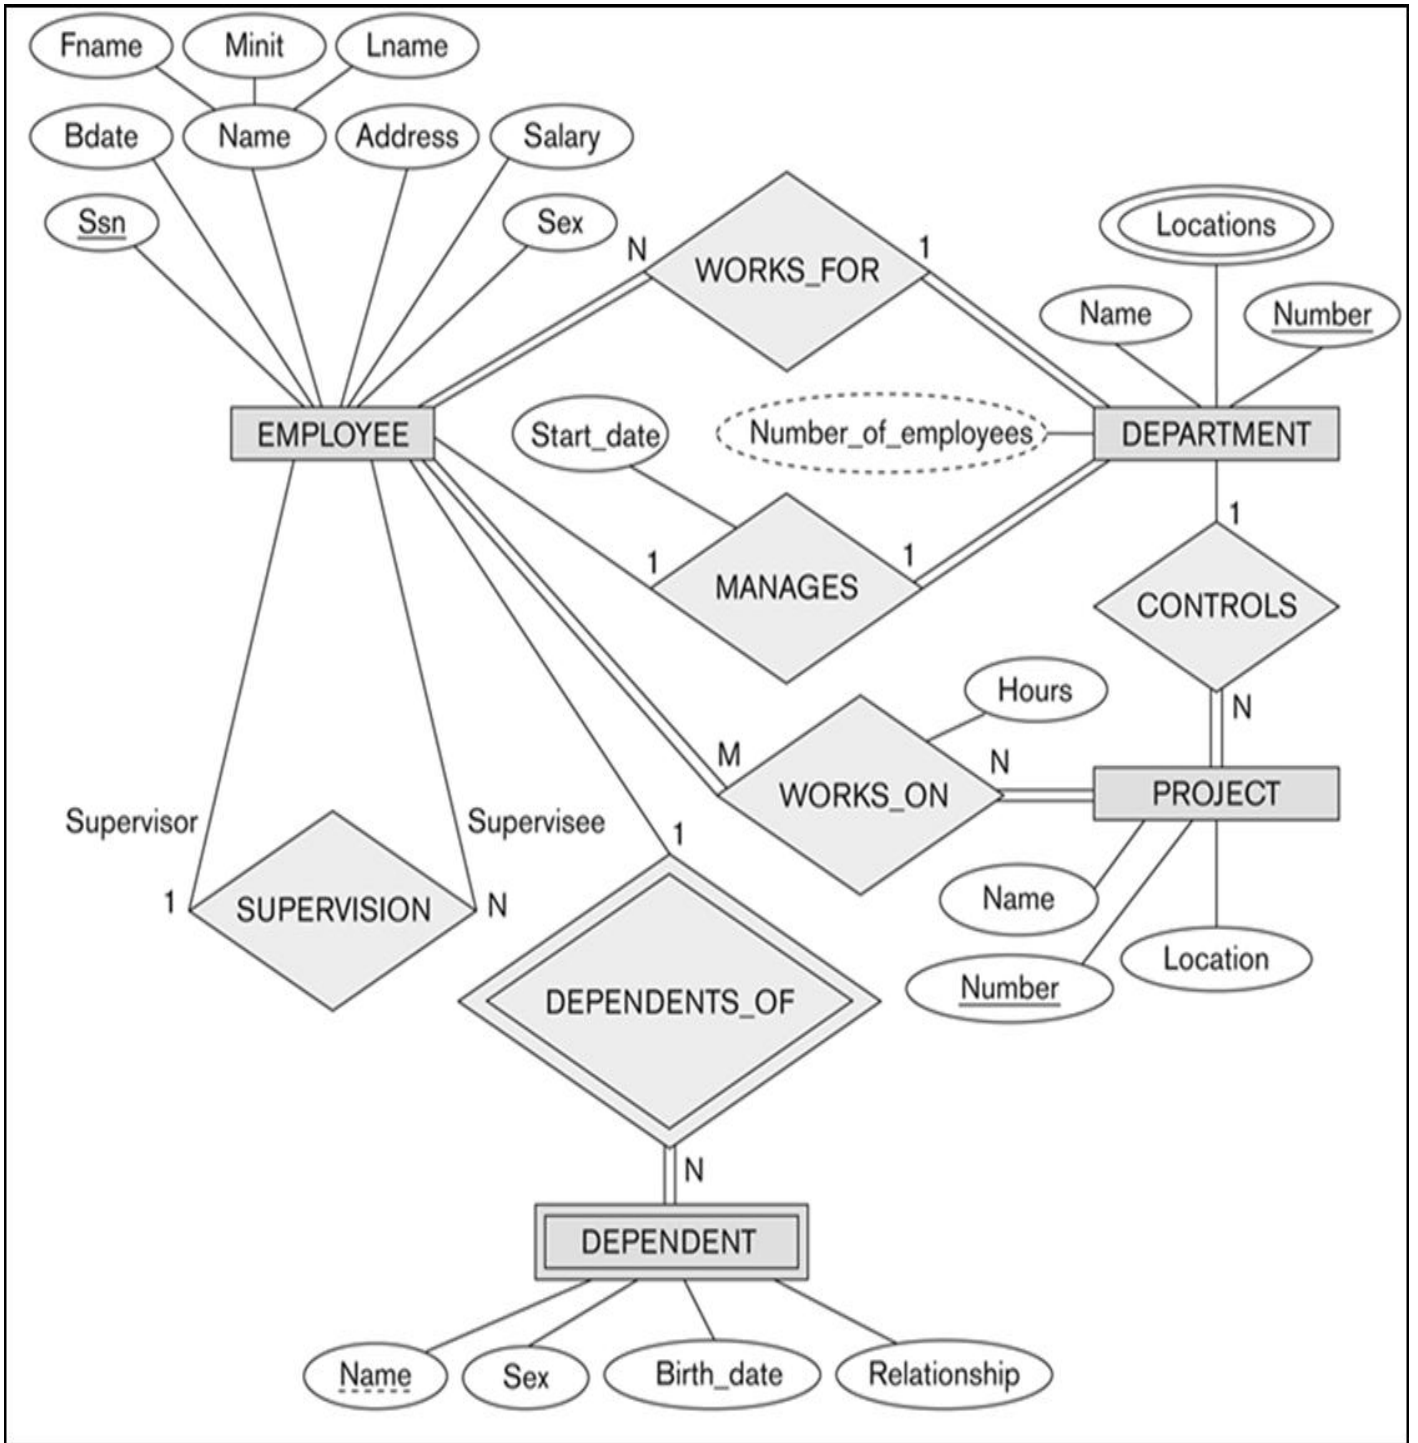 Fname
Minit
Lname
Bdate
Name
Address
Salary
Ssn
Sex
N
WORKS_FOR
1
Locations
Name
Number
EMPLOYEE
Start_date
Number_of_employees
DEPARTMENT
1
MANAGES
1
1
CONTROLS
N
Hours
M
WORKS_ON
N
PROJECT
Supervisor
Supervisee
1
1
SUPERVISION
N
Name
Number
Location
DEPENDENTS_OF
N
DEPENDENT
Name
Sex
Birth_date
Relationship